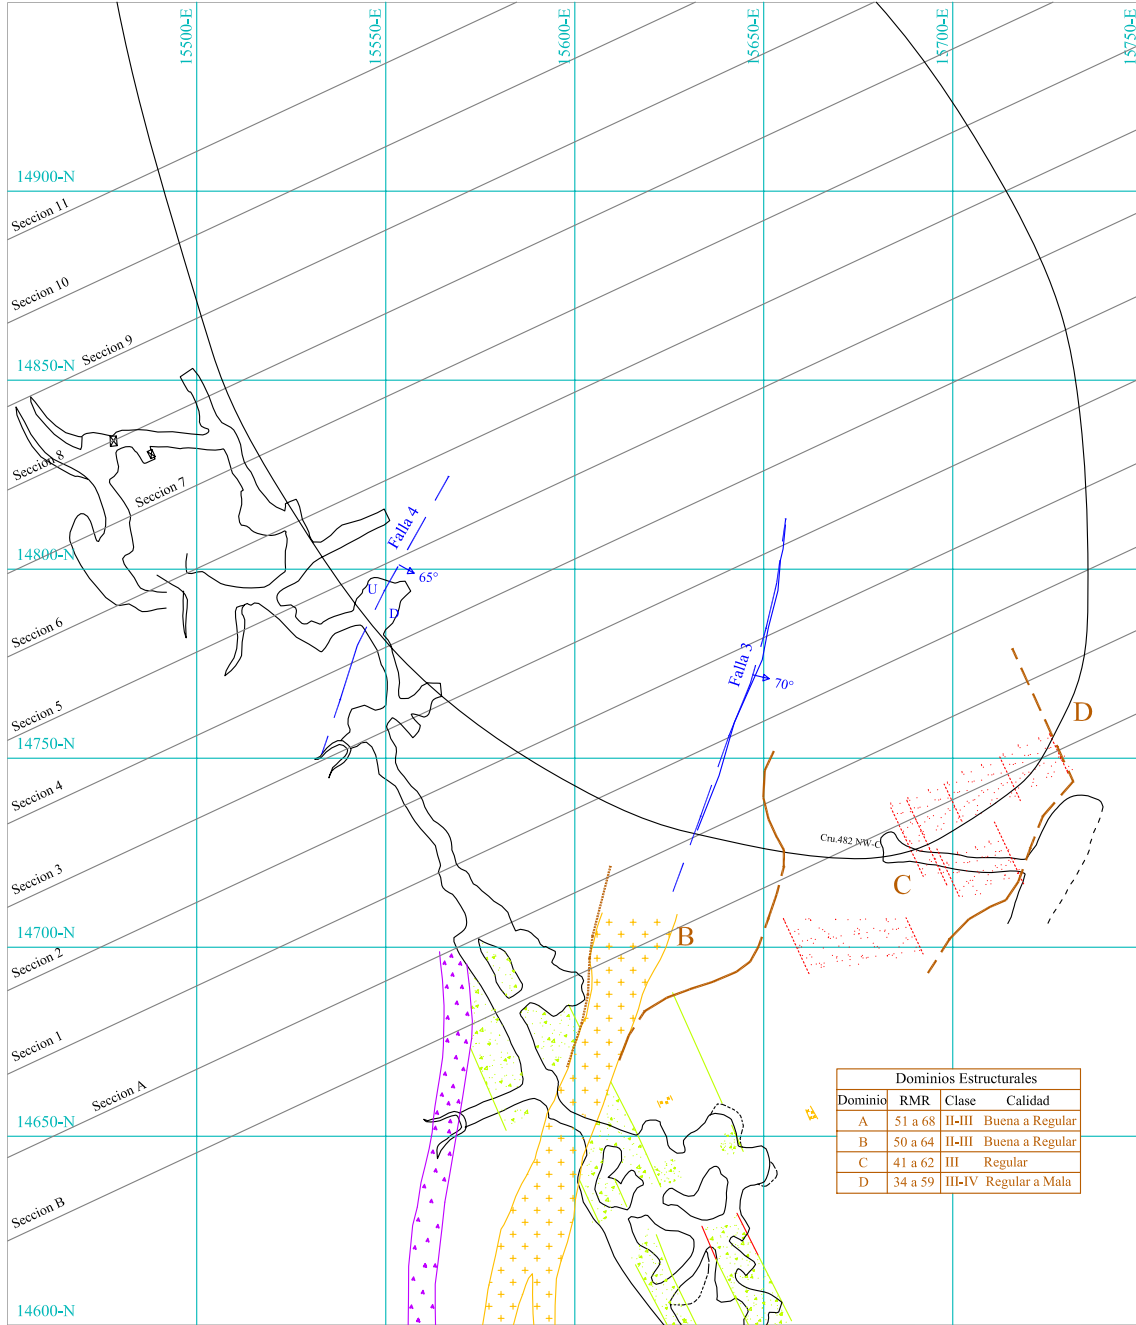 15500-E
15550-E
15600-E
15650-E
15700-E
15750-E
14900-N
Seccion 11
Seccion 10
Seccion 9
14850-N
Seccion 8
Seccion 7
Falla 4
14800-N
65°
U
D
Seccion 6
Falla 3
70°
Seccion 5
D
14750-N
Seccion 4
Cru.482 NW-C
Seccion 3
C
B
14700-N
Seccion 2
Seccion 1
Seccion A
14650-N
Seccion B
14600-N
Dominios Estructurales
Dominio RMR Clase Calidad
A 51 a 68 II-III Buena a Regular
B 50 a 64 II-III Buena a Regular
C 41 a 62 III Regular
D 34 a 59 III-IV Regular a Mala